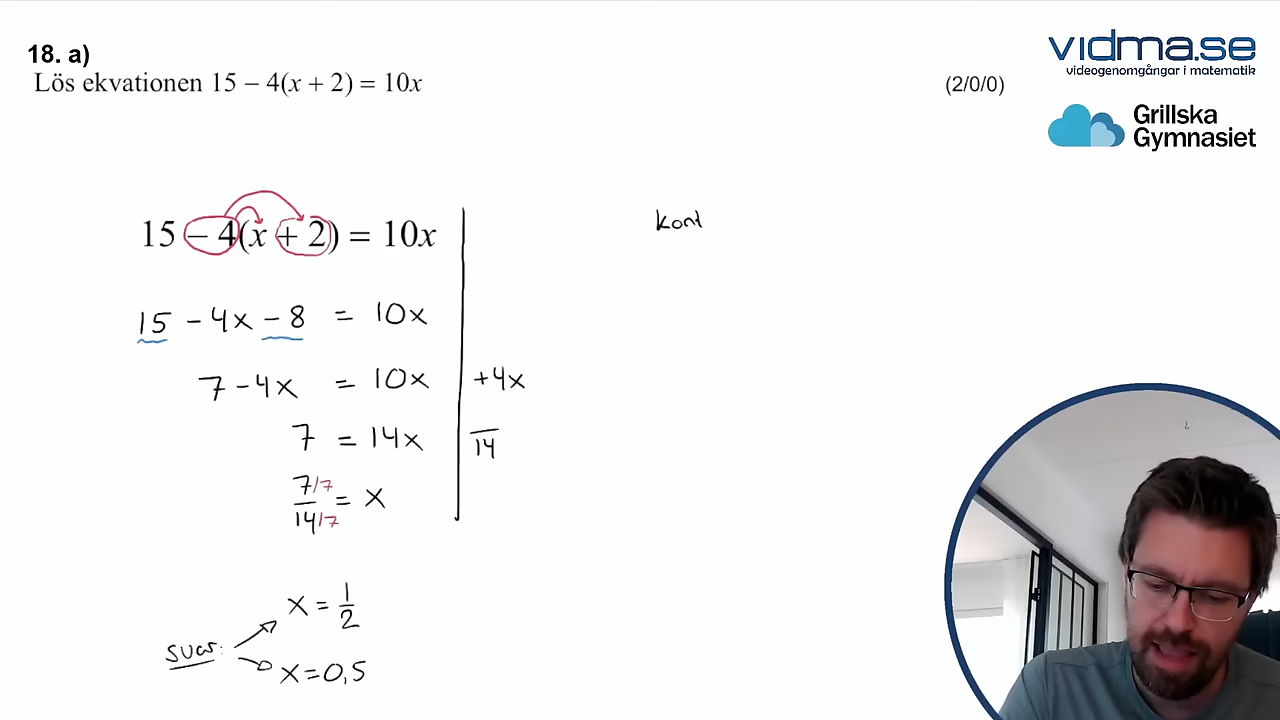 18. a)
Lös ekvationen 15 − 4(x + 2) = 10x
(2/0/0)
vidma.se
videogenomgångar i matematik
Grillska
Gymnasiet
15 − 4(x + 2) = 10x
15 − 4x − 8 = 10x
7 − 4x = 10x +4x
7 = 14x /14
7/7
14/7 = x
svar: x = 1/2
x = 0,5
kont